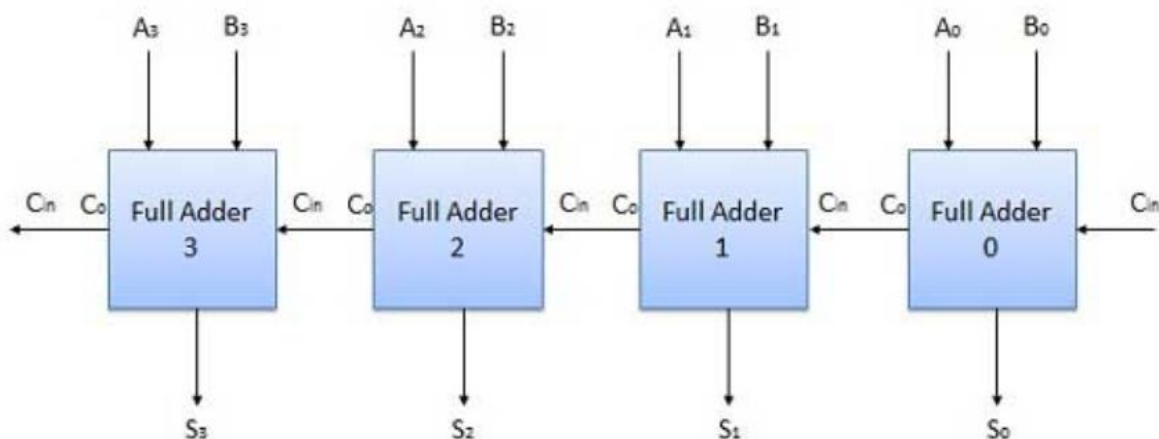 A₃ B₃ A₂ B₂ A₁ B₁ A₀ B₀
Cin Co Full Adder Cin Co Full Adder Cin Co Full Adder Cin Co Full Adder Cin
3 2 1 0
S₃ S₂ S₁ S₀